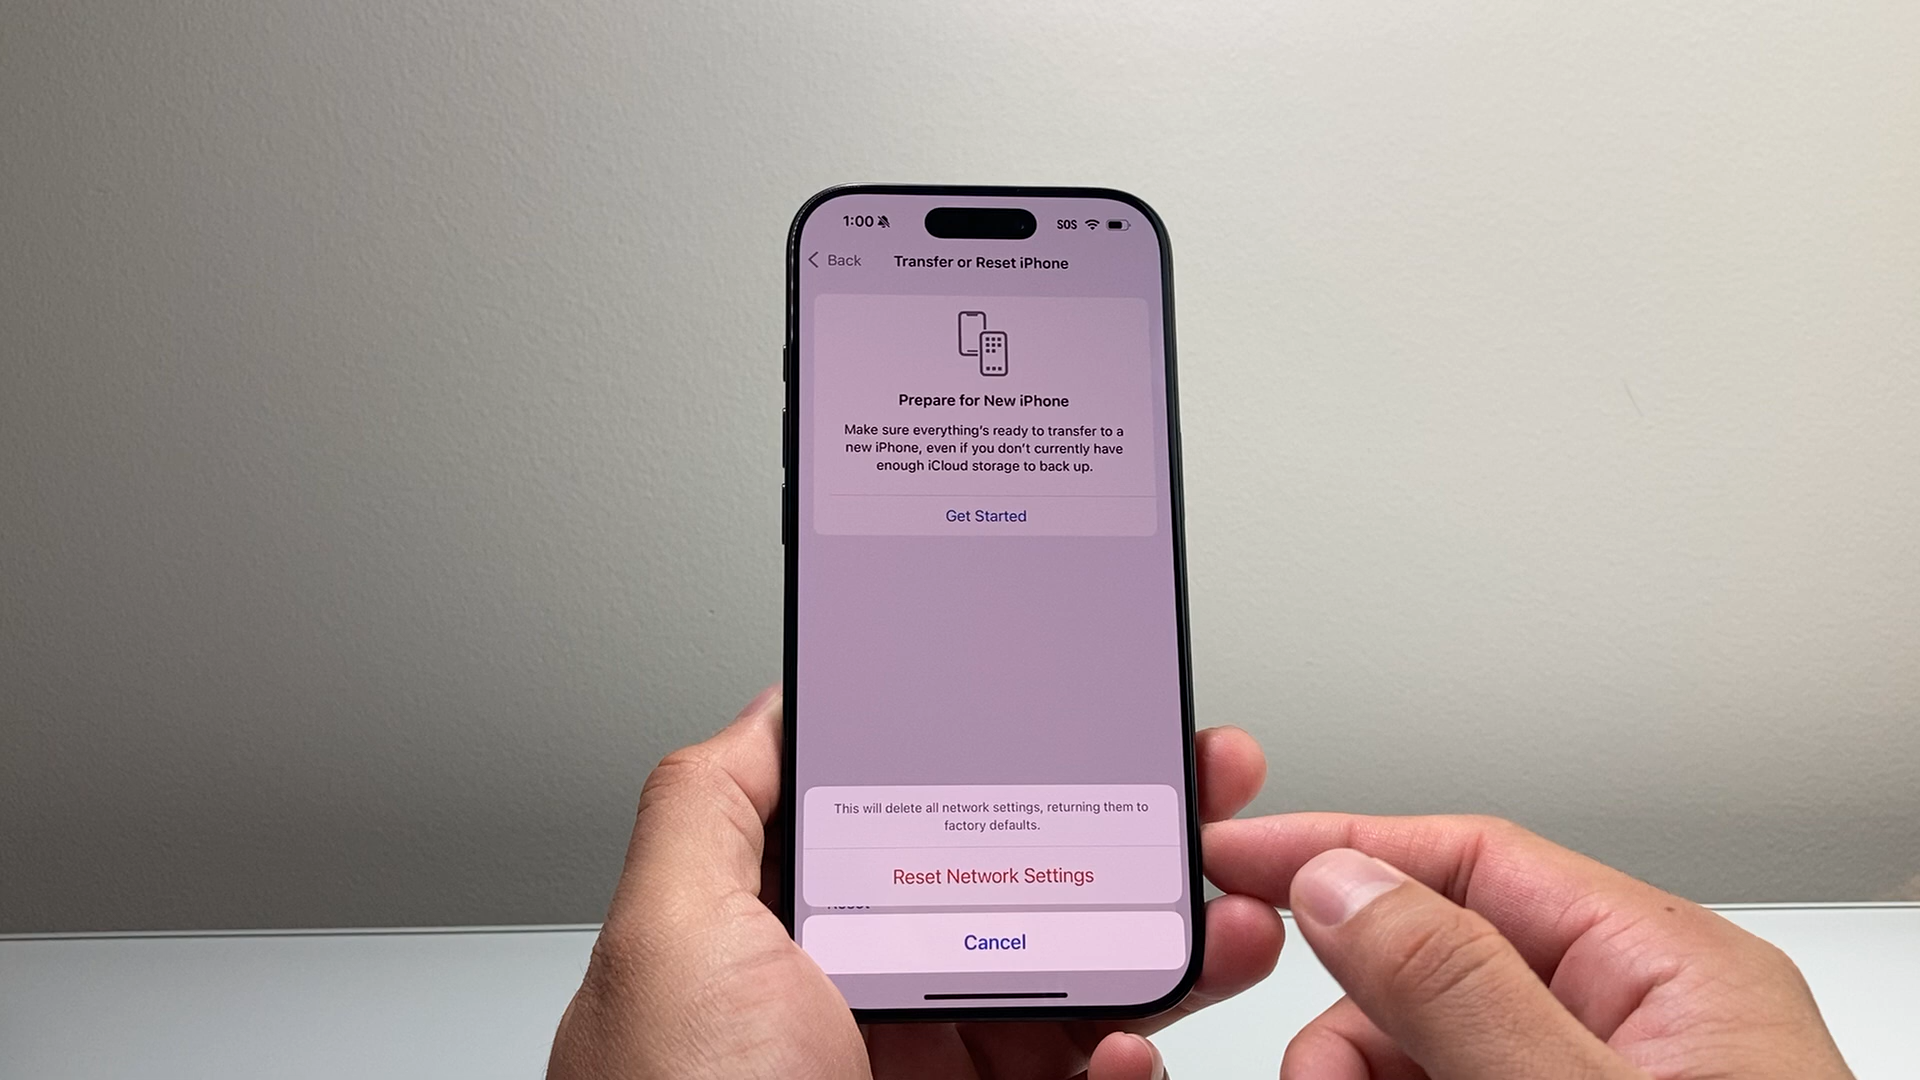 1:00
SOS
Back
Transfer or Reset iPhone
Prepare for New iPhone
Make sure everything's ready to transfer to a
new iPhone, even if you don't currently have
enough iCloud storage to back up.
Get Started
This will delete all network settings, returning them to
factory defaults.
Reset Network Settings
Reset
Cancel